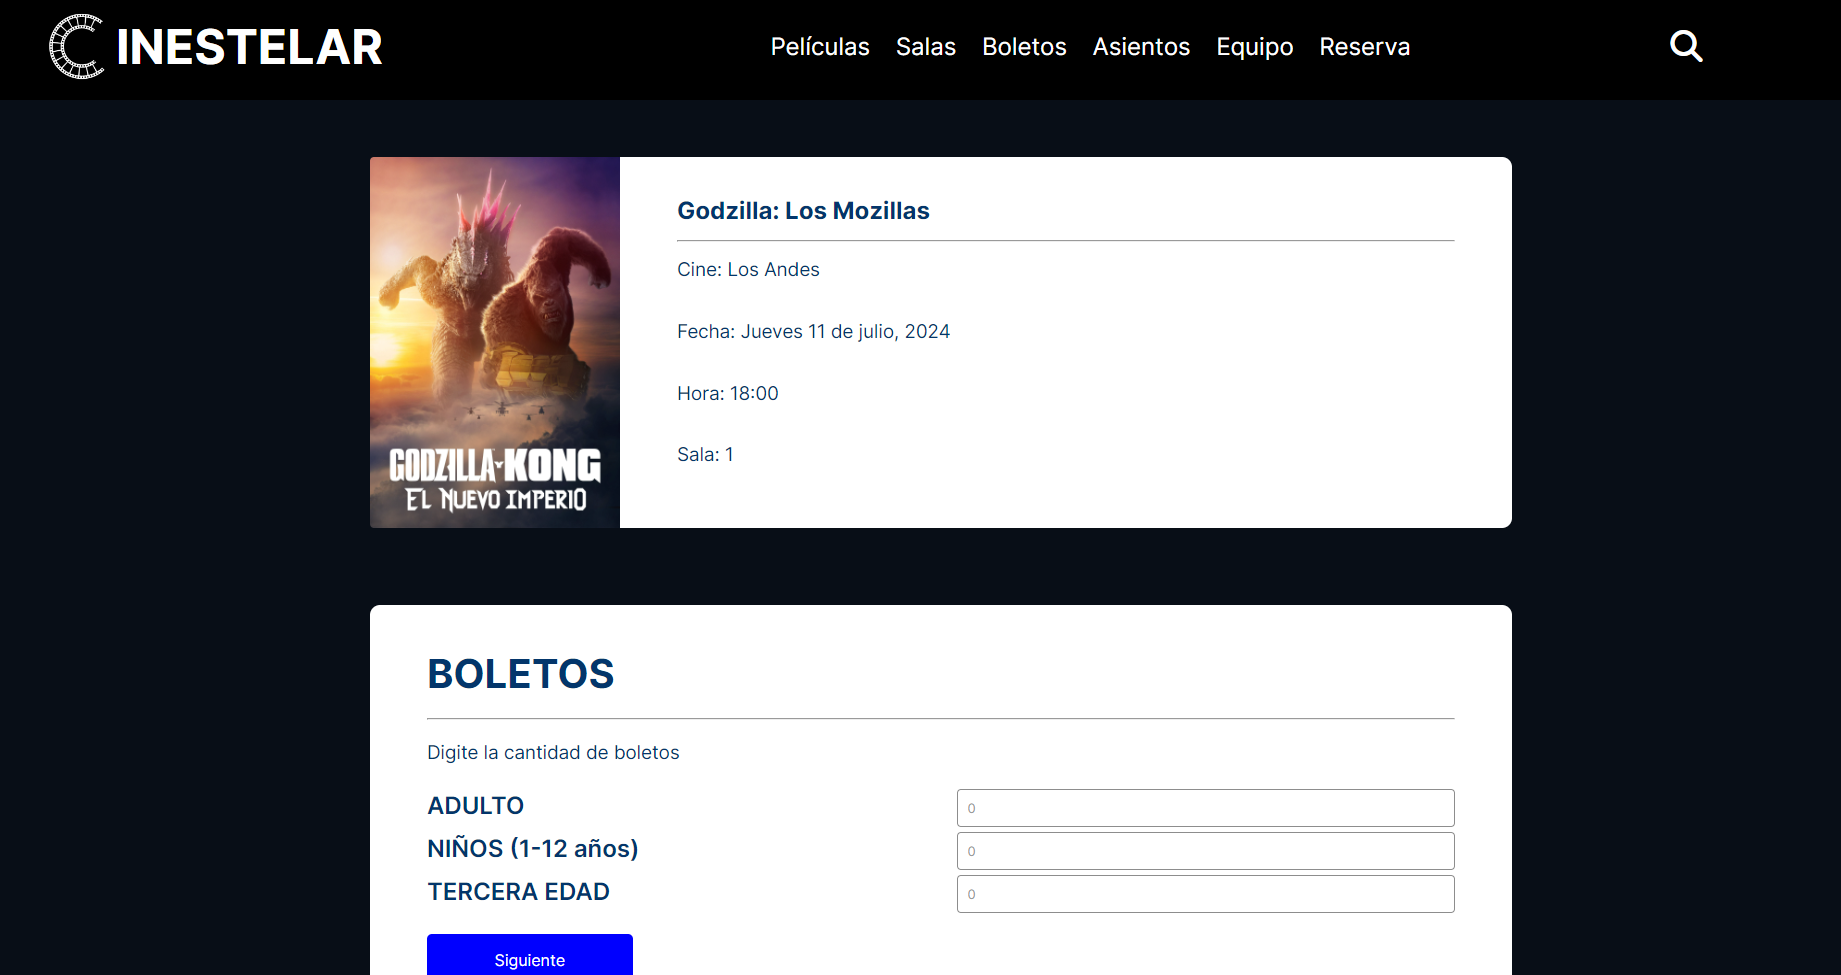 CINESTELAR
Películas Salas Boletos Asientos Equipo Reserva
GODZILLA Y KONG
EL NUEVO IMPERIO
Godzilla: Los Mozillas
Cine: Los Andes
Fecha: Jueves 11 de julio, 2024
Hora: 18:00
Sala: 1
BOLETOS
Digite la cantidad de boletos
ADULTO 0
NIÑOS (1-12 años) 0
TERCERA EDAD 0
Siguiente